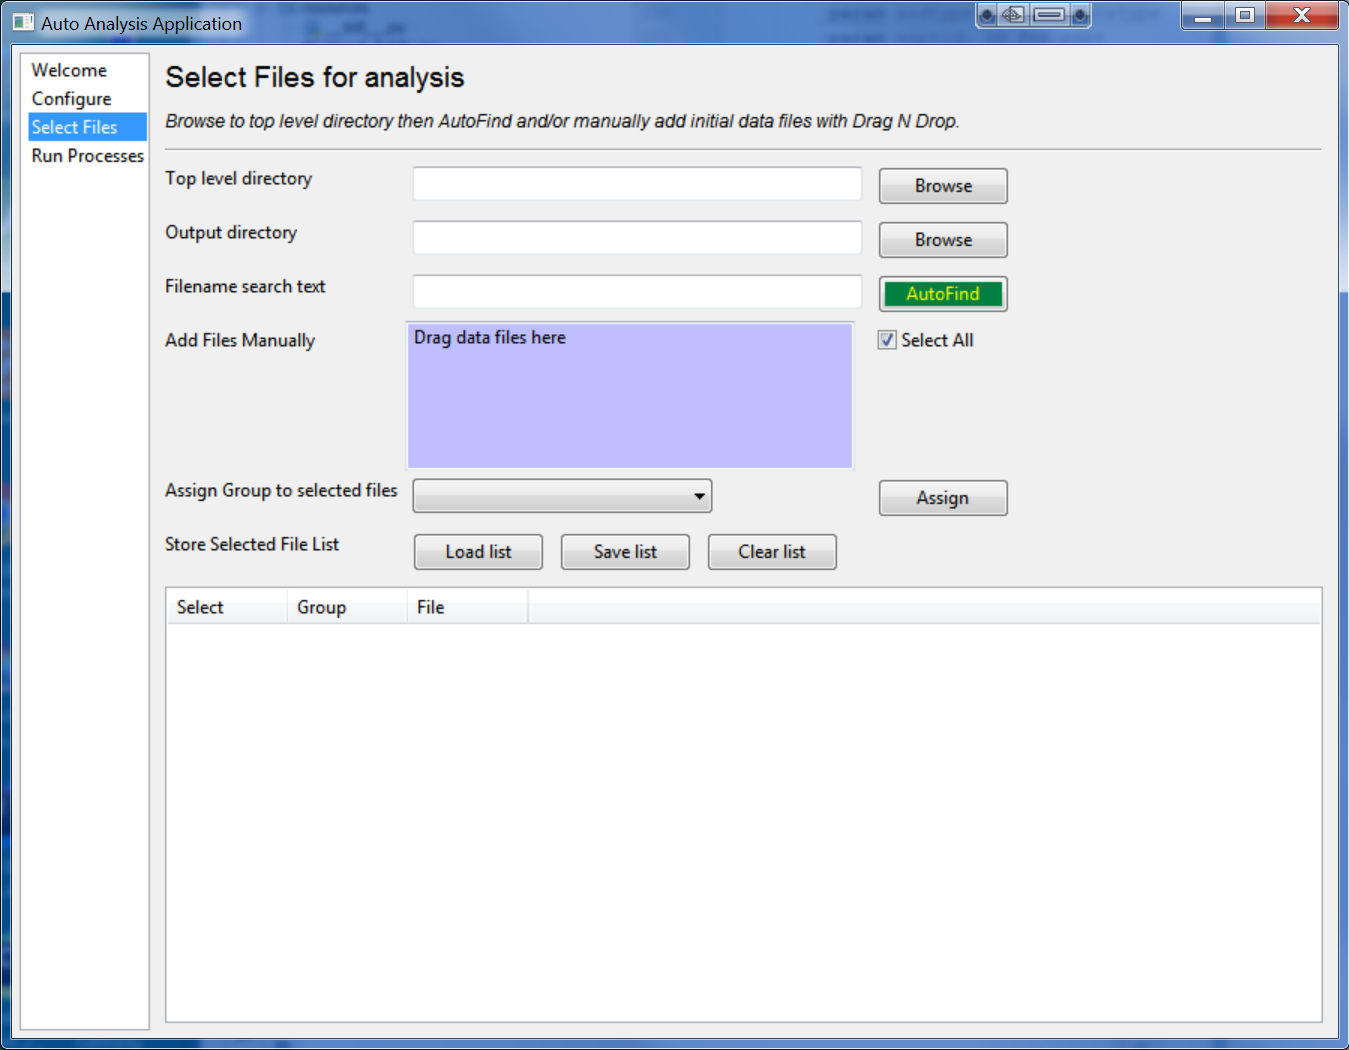 Auto Analysis Application
Welcome
Configure
Select Files
Run Processes
Select Files for analysis
Browse to top level directory then AutoFind and/or manually add initial data files with Drag N Drop.
Top level directory
Browse
Output directory
Browse
Filename search text
AutoFind
Add Files Manually
Drag data files here
Select All
Assign Group to selected files
Assign
Store Selected File List
Load list
Save list
Clear list
Select Group File